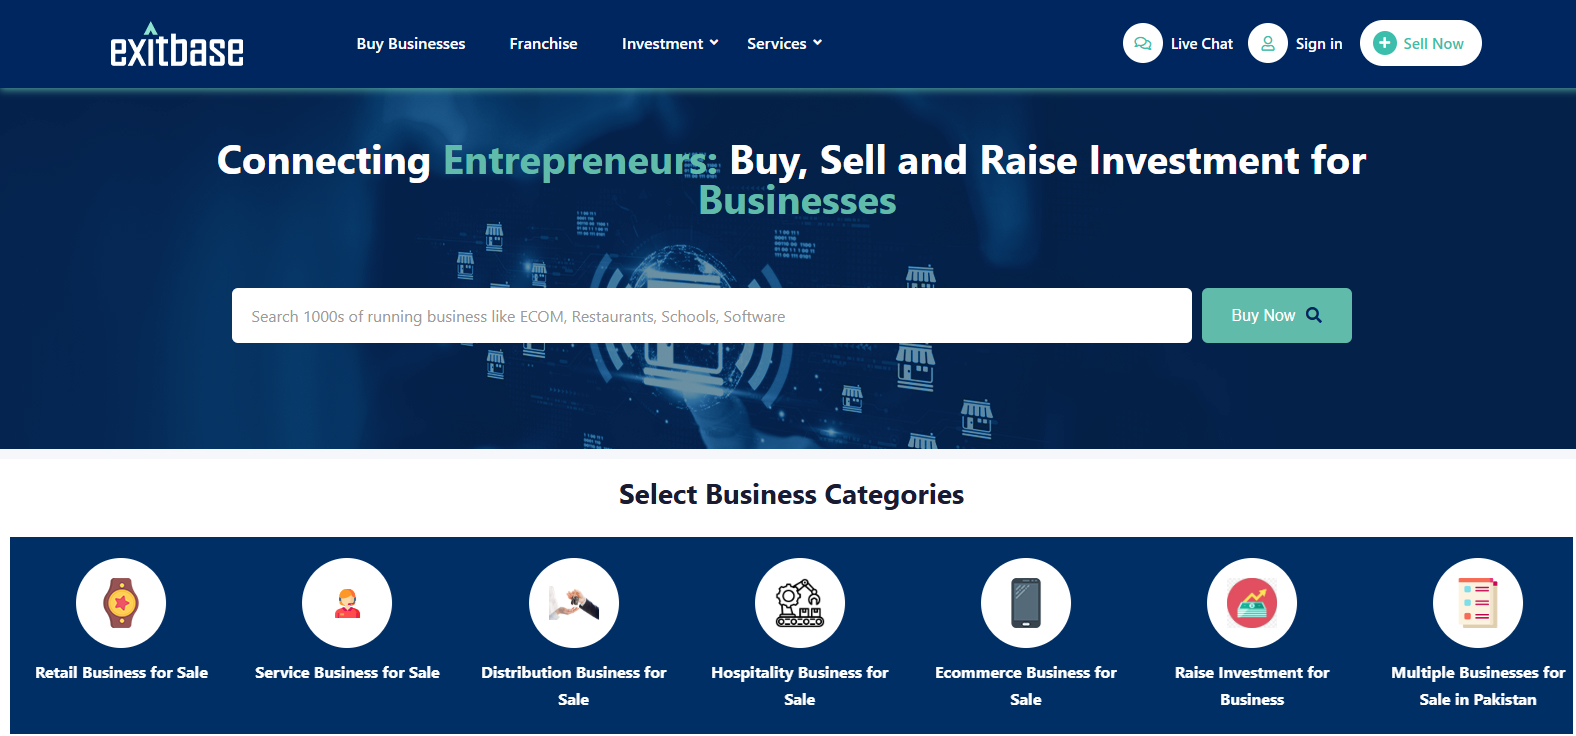 exitbase
Buy Businesses
Franchise
Investment
Services
Live Chat
Sign in
Sell Now
Connecting Entrepreneurs: Buy, Sell and Raise Investment for
Businesses
Search 1000s of running business like ECOM, Restaurants, Schools, Software
Buy Now
Select Business Categories
Retail Business for Sale
Service Business for Sale
Distribution Business for
Sale
Hospitality Business for
Sale
Ecommerce Business for
Sale
Raise Investment for
Business
Multiple Businesses for
Sale in Pakistan